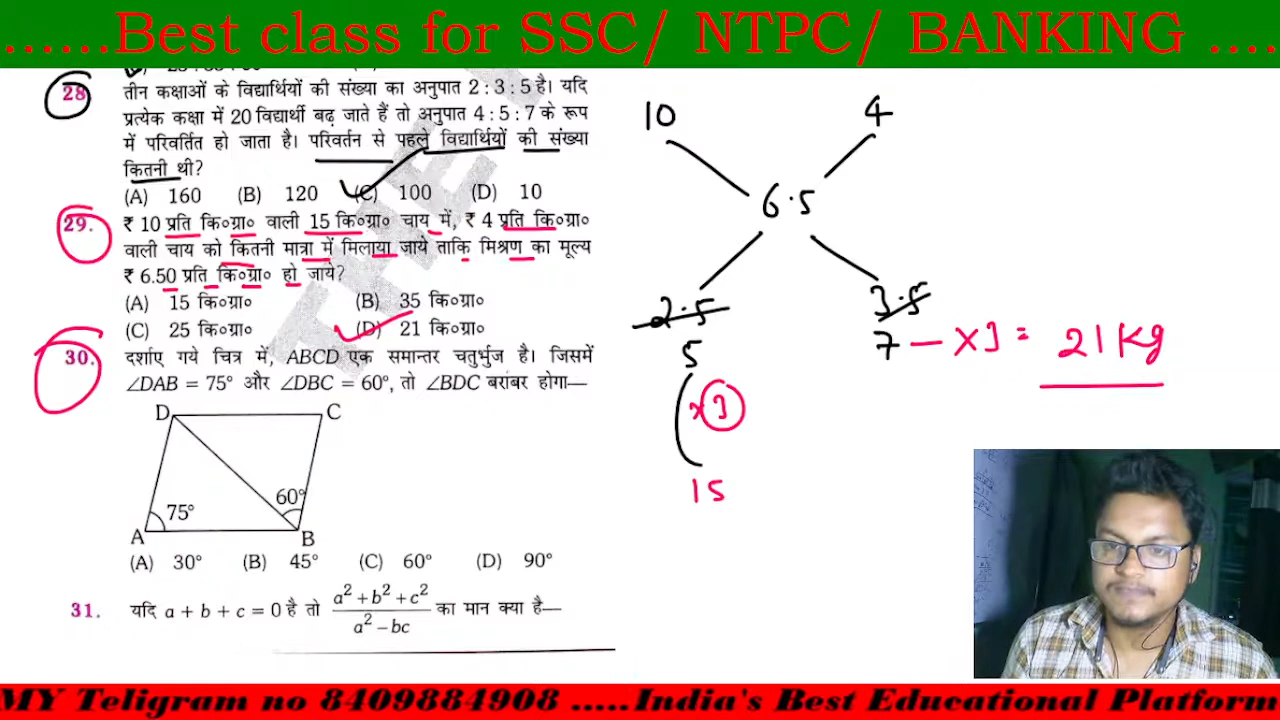 ......Best class for SSC/ NTPC/ BANKING ....
28
तीन कक्षाओं के विद्यार्थियों की संख्या का अनुपात 2 : 3 : 5 है। यदि
प्रत्येक कक्षा में 20 विद्यार्थी बढ़ जाते हैं तो अनुपात 4 : 5 : 7 के रूप
में परिवर्तित हो जाता है। परिवर्तन से पहले विद्यार्थियों की संख्या
कितनी थी?
(A) 160 (B) 120 (C) 100 (D) 10
29. ₹ 10 प्रति कि०ग्रा० वाली 15 कि०ग्रा० चाय में, ₹ 4 प्रति कि०ग्रा०
वाली चाय को कितनी मात्रा में मिलाया जाये ताकि मिश्रण का मूल्य
₹ 6.50 प्रति कि०ग्रा० हो जाये?
(A) 15 कि०ग्रा० (B) 35 कि०ग्रा०
(C) 25 कि०ग्रा० (D) 21 कि०ग्रा०
30. दर्शाए गये चित्र में, ABCD एक समान्तर चतुर्भुज है। जिसमें
∠DAB = 75° और ∠DBC = 60°, तो ∠BDC बरांबर होगा—
D C
60°
75°
A B
(A) 30° (B) 45° (C) 60° (D) 90°
31. यदि a + b + c = 0 है तो (a² + b² + c²)/(a² – bc) का मान क्या है—
10 4
6.5
2.5 3.5
5 7 – ×3 = 21 Kg
×3
15
MY Teligram no 8409884908 .....India's Best Educational Platform